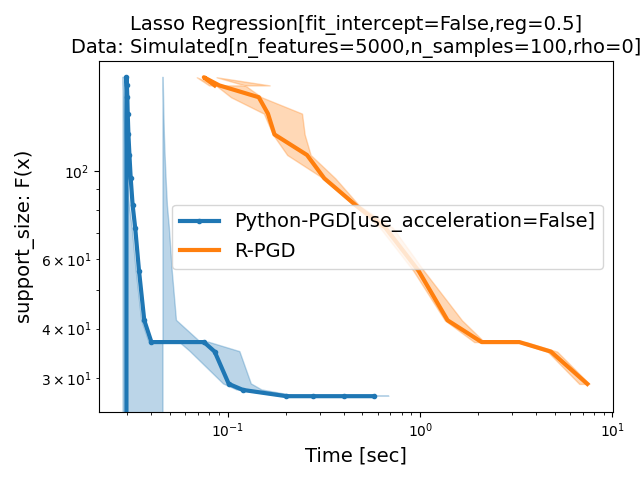 Lasso Regression[fit_intercept=False,reg=0.5]
Data: Simulated[n_features=5000,n_samples=100,rho=0]
support_size: F(x)
10²
6 × 10¹
4 × 10¹
3 × 10¹
Python-PGD[use_acceleration=False]
R-PGD
10⁻¹ 10⁰ 10¹
Time [sec]